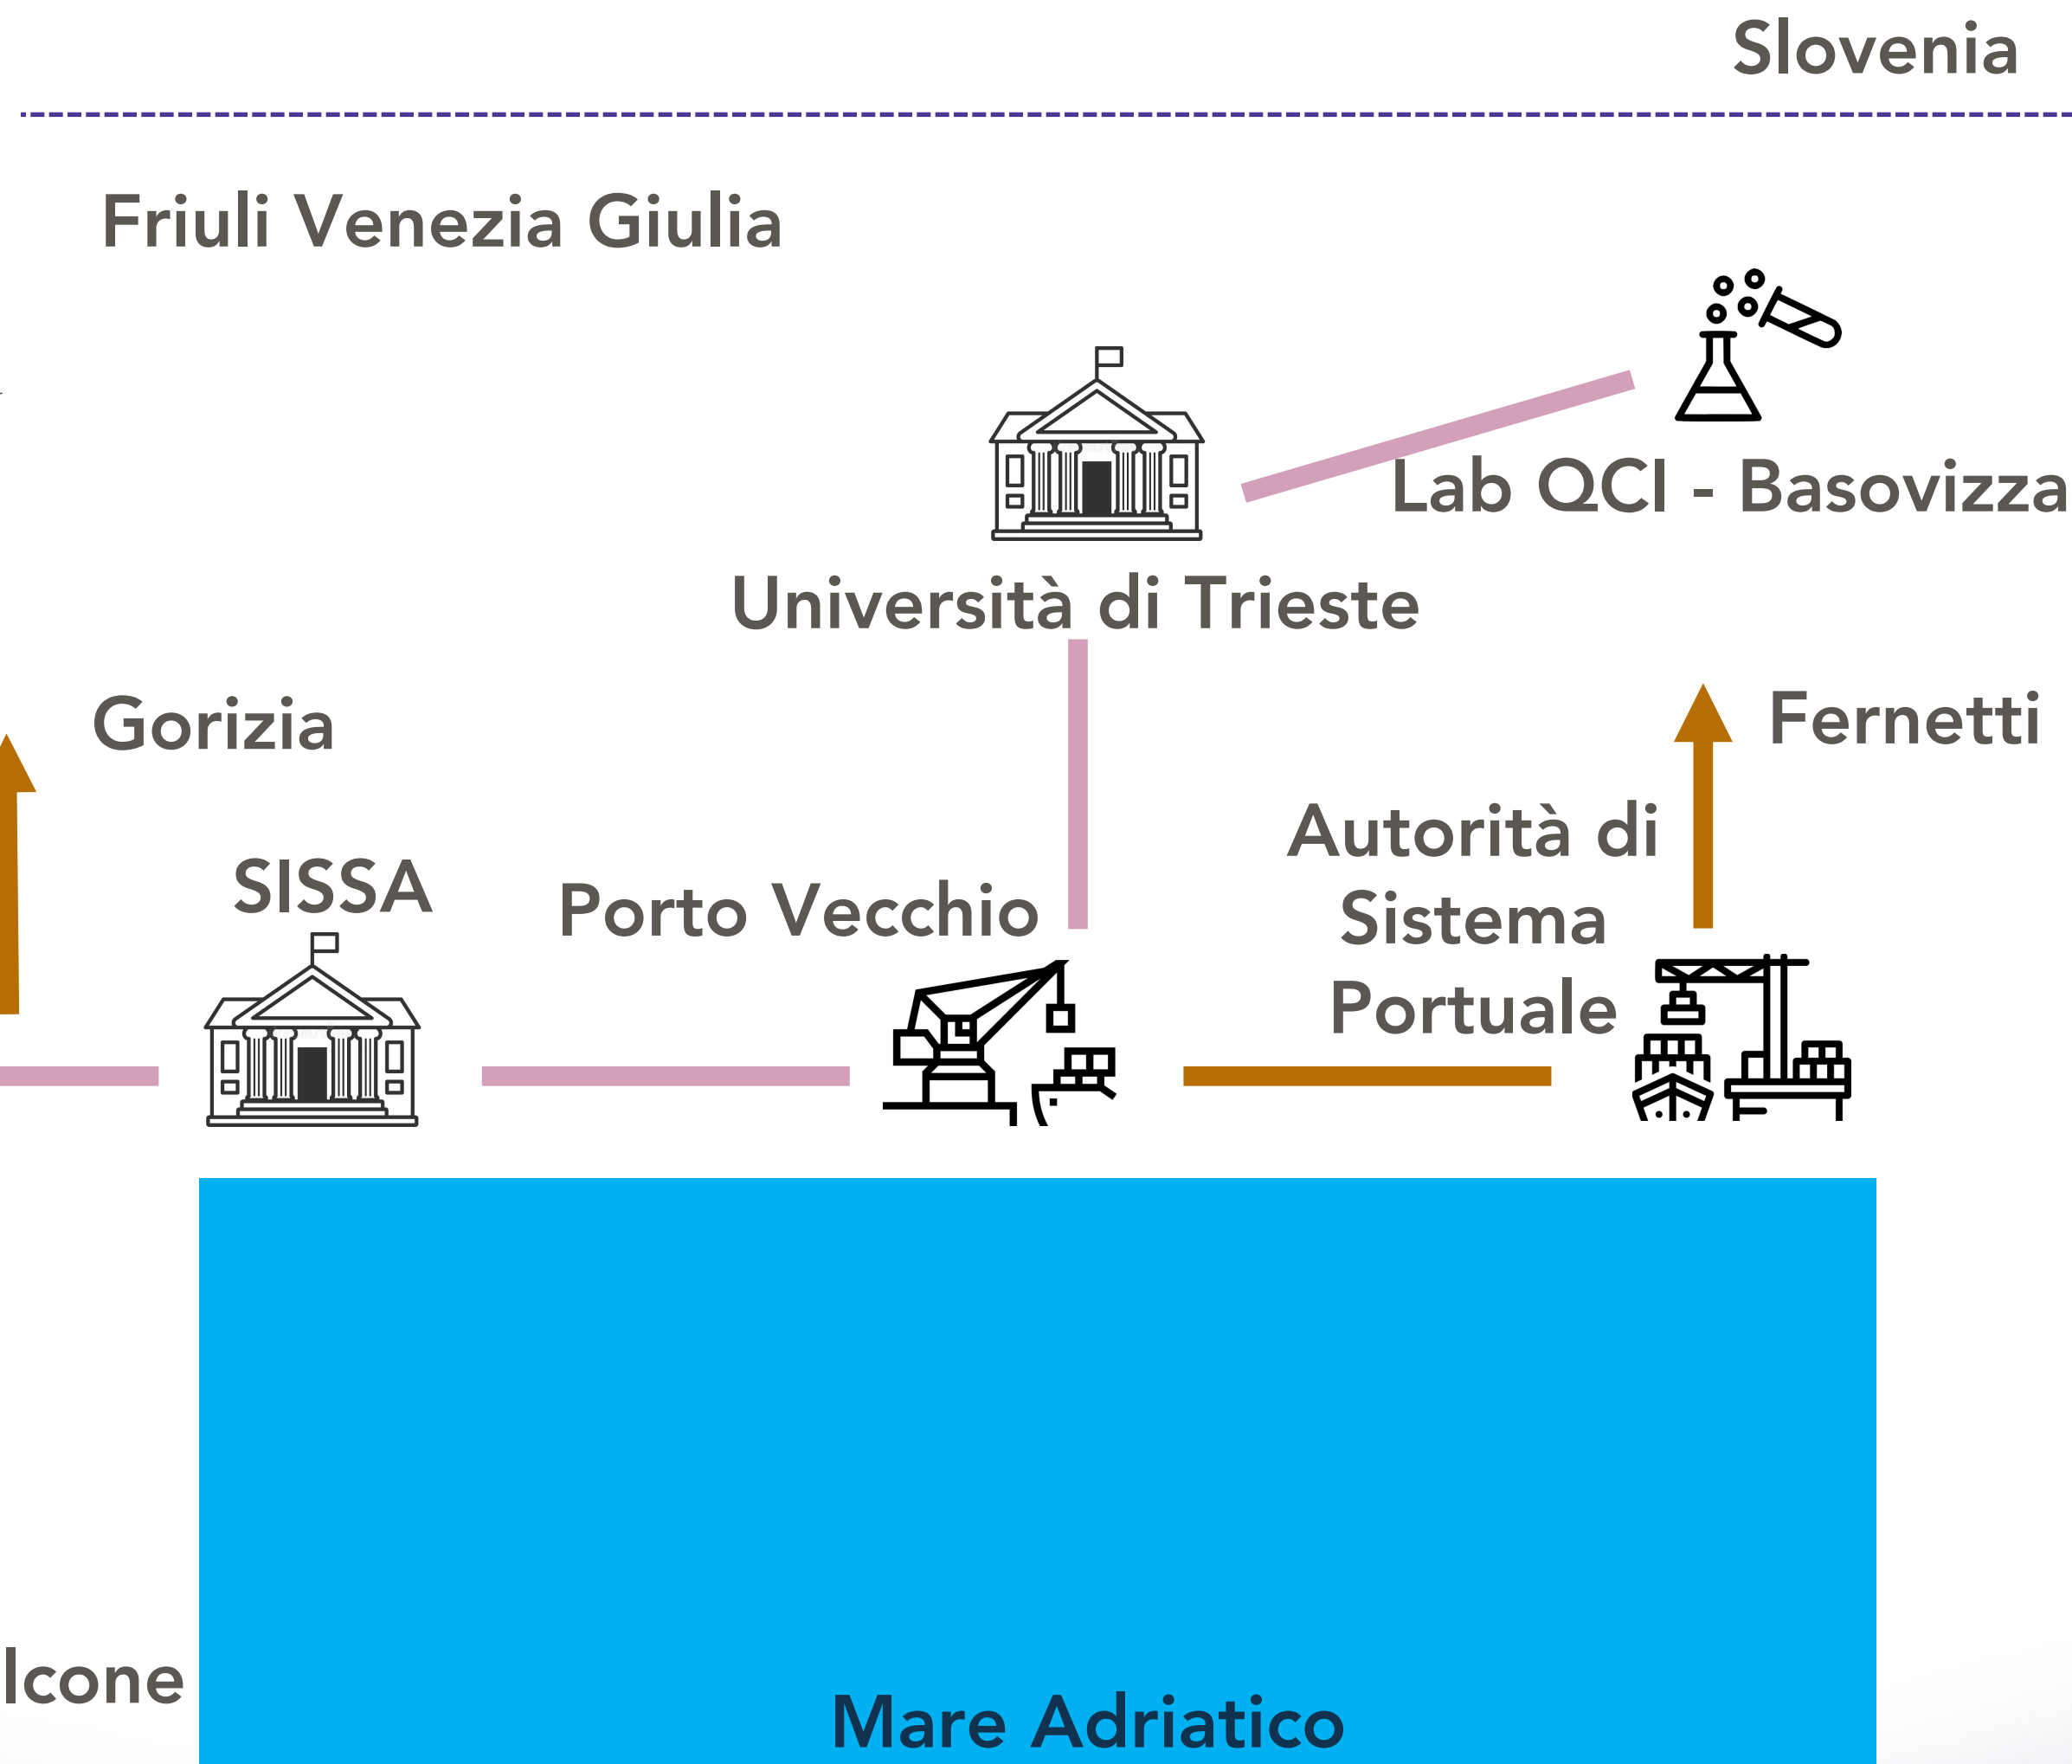 Slovenia
Friuli Venezia Giulia
Lab QCI - Basovizza
Università di Trieste
Gorizia
Fernetti
Autorità di
Sistema
Portuale
SISSA
Porto Vecchio
lcone
Mare Adriatico